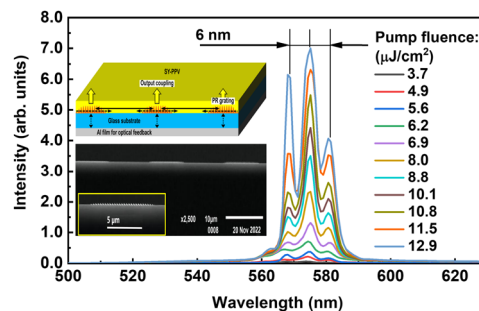 6 nm
Pump fluence:
(μJ/cm²)
3.7
4.9
5.6
6.2
6.9
8.0
8.8
10.1
10.8
11.5
12.9
SY-PPV
Output coupling
PR grating
Glass substrate
Al film for optical feedback
5 μm
x2,500 10μm
0008 20 Nov 2022
Intensity (arb. units)
8.0
7.0
6.0
5.0
4.0
3.0
2.0
1.0
0.0
500 520 540 560 580 600 620
Wavelength (nm)